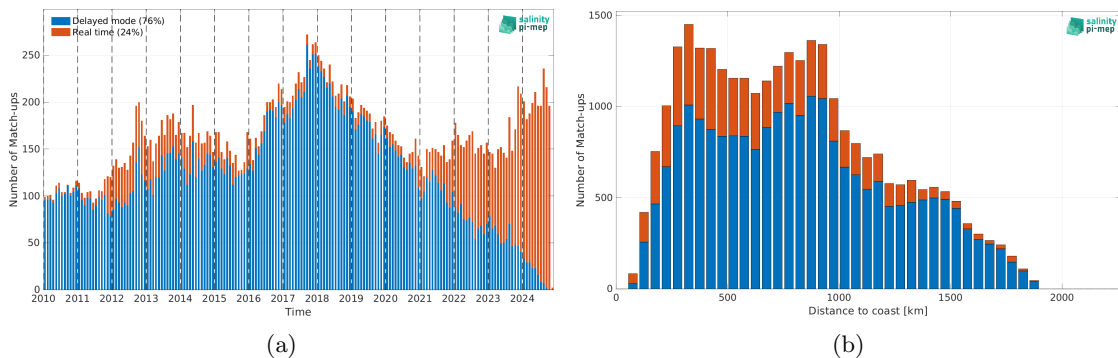 Delayed mode (76%)
Real time (24%)
salinity
pi-mep
Number of Match-ups
250
200
150
100
50
0
2010 2011 2012 2013 2014 2015 2016 2017 2018 2019 2020 2021 2022 2023 2024
Time
(a)
salinity
pi-mep
Number of Match-ups
1500
1000
500
0
0 500 1000 1500 2000
Distance to coast [km]
(b)